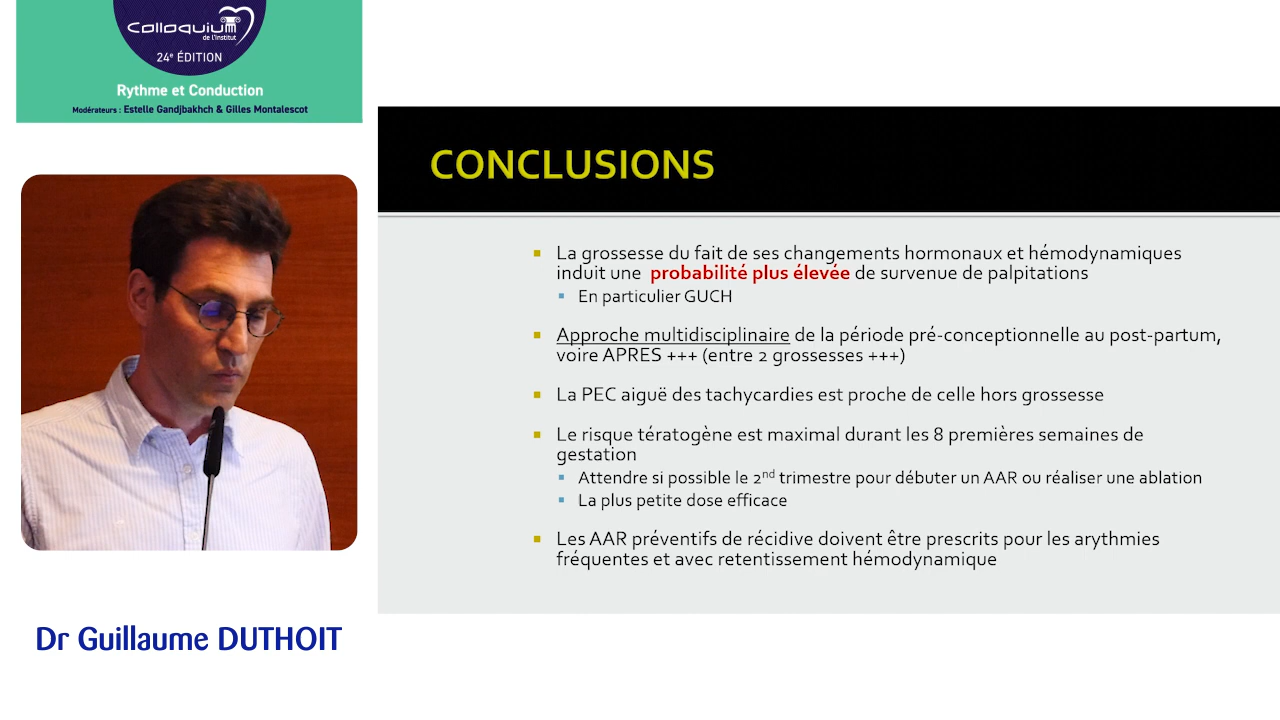 Colloquium
de l'Institut
24e ÉDITION
Rythme et Conduction
Modérateurs : Estelle Gandjbakhch & Gilles Montalescot
CONCLUSIONS
La grossesse du fait de ses changements hormonaux et hémodynamiques
induit une probabilité plus élevée de survenue de palpitations
En particulier GUCH
Approche multidisciplinaire de la période pré-conceptionnelle au post-partum,
voire APRES +++ (entre 2 grossesses +++)
La PEC aiguë des tachycardies est proche de celle hors grossesse
Le risque tératogène est maximal durant les 8 premières semaines de
gestation
Attendre si possible le 2nd trimestre pour débuter un AAR ou réaliser une ablation
La plus petite dose efficace
Les AAR préventifs de récidive doivent être prescrits pour les arythmies
fréquentes et avec retentissement hémodynamique
Dr Guillaume DUTHOIT